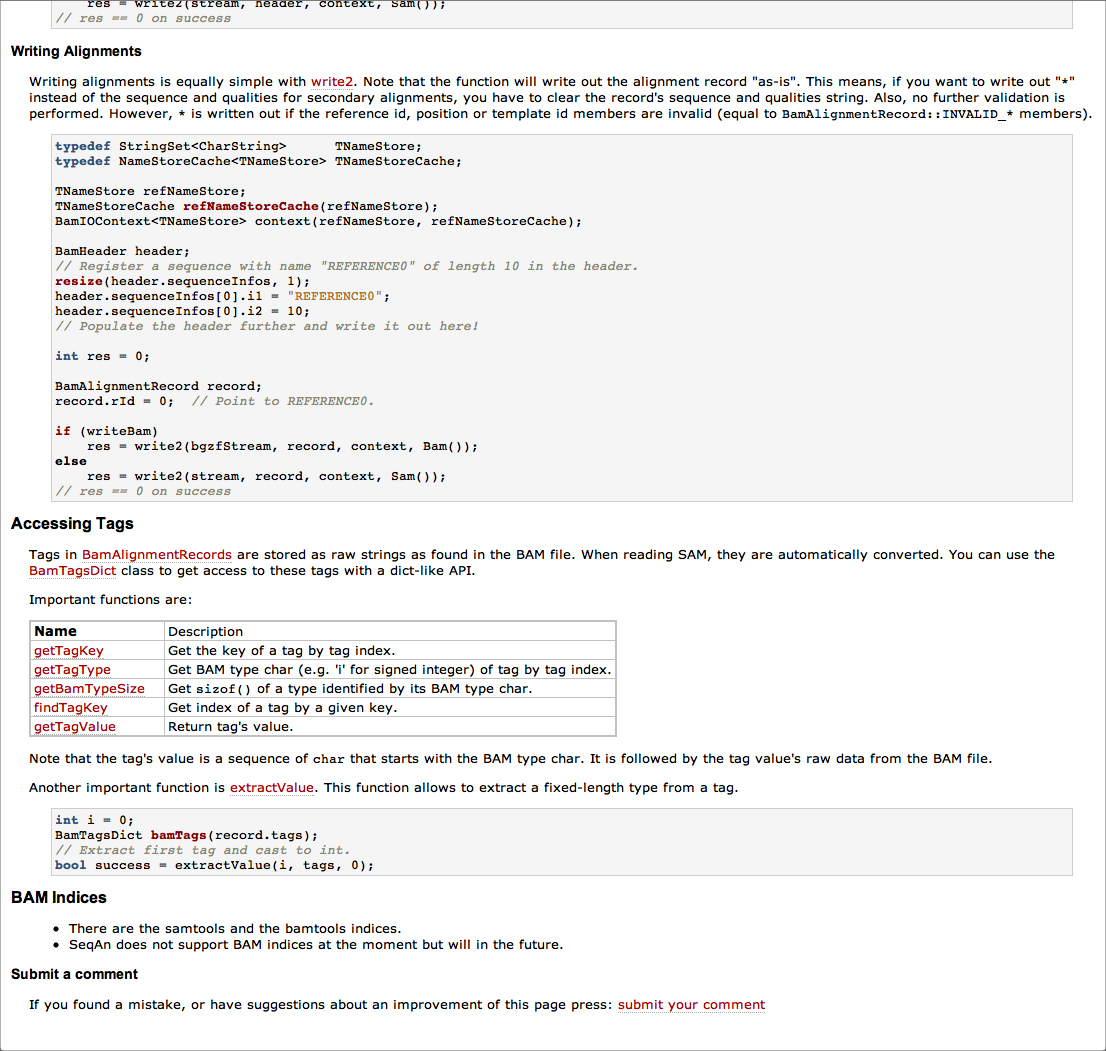 res = write2(stream, header, context, Sam());
// res == 0 on success
Writing Alignments
Writing alignments is equally simple with write2. Note that the function will write out the alignment record "as-is". This means, if you want to write out "*"
instead of the sequence and qualities for secondary alignments, you have to clear the record's sequence and qualities string. Also, no further validation is
performed. However, * is written out if the reference id, position or template id members are invalid (equal to BamAlignmentRecord::INVALID_* members).
typedef StringSet<CharString>      TNameStore;
typedef NameStoreCache<TNameStore> TNameStoreCache;
TNameStore refNameStore;
TNameStoreCache refNameStoreCache(refNameStore);
BamIOContext<TNameStore> context(refNameStore, refNameStoreCache);
BamHeader header;
// Register a sequence with name "REFERENCE0" of length 10 in the header.
resize(header.sequenceInfos, 1);
header.sequenceInfos[0].i1 = "REFERENCE0";
header.sequenceInfos[0].i2 = 10;
// Populate the header further and write it out here!
int res = 0;
BamAlignmentRecord record;
record.rId = 0;  // Point to REFERENCE0.
if (writeBam)
    res = write2(bgzfStream, record, context, Bam());
else
    res = write2(stream, record, context, Sam());
// res == 0 on success
Accessing Tags
Tags in BamAlignmentRecords are stored as raw strings as found in the BAM file. When reading SAM, they are automatically converted. You can use the
BamTagsDict class to get access to these tags with a dict-like API.
Important functions are:
Name Description
getTagKey Get the key of a tag by tag index.
getTagType Get BAM type char (e.g. 'i' for signed integer) of tag by tag index.
getBamTypeSize Get sizof() of a type identified by its BAM type char.
findTagKey Get index of a tag by a given key.
getTagValue Return tag's value.
Note that the tag's value is a sequence of char that starts with the BAM type char. It is followed by the tag value's raw data from the BAM file.
Another important function is extractValue. This function allows to extract a fixed-length type from a tag.
int i = 0;
BamTagsDict bamTags(record.tags);
// Extract first tag and cast to int.
bool success = extractValue(i, tags, 0);
BAM Indices
• There are the samtools and the bamtools indices.
• SeqAn does not support BAM indices at the moment but will in the future.
Submit a comment
If you found a mistake, or have suggestions about an improvement of this page press: submit your comment